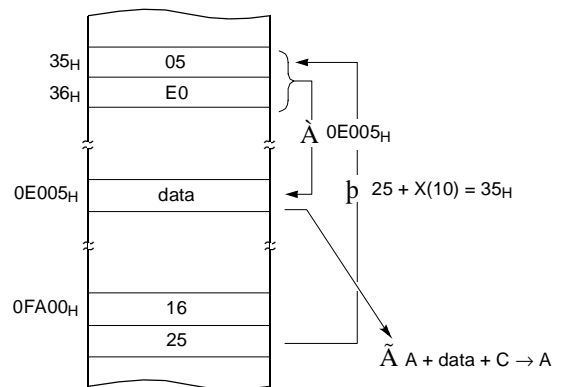 35H 05
36H E0
À 0E005H
0E005H data
þ 25 + X(10) = 35H
0FA00H 16
25
Ã A + data + C → A